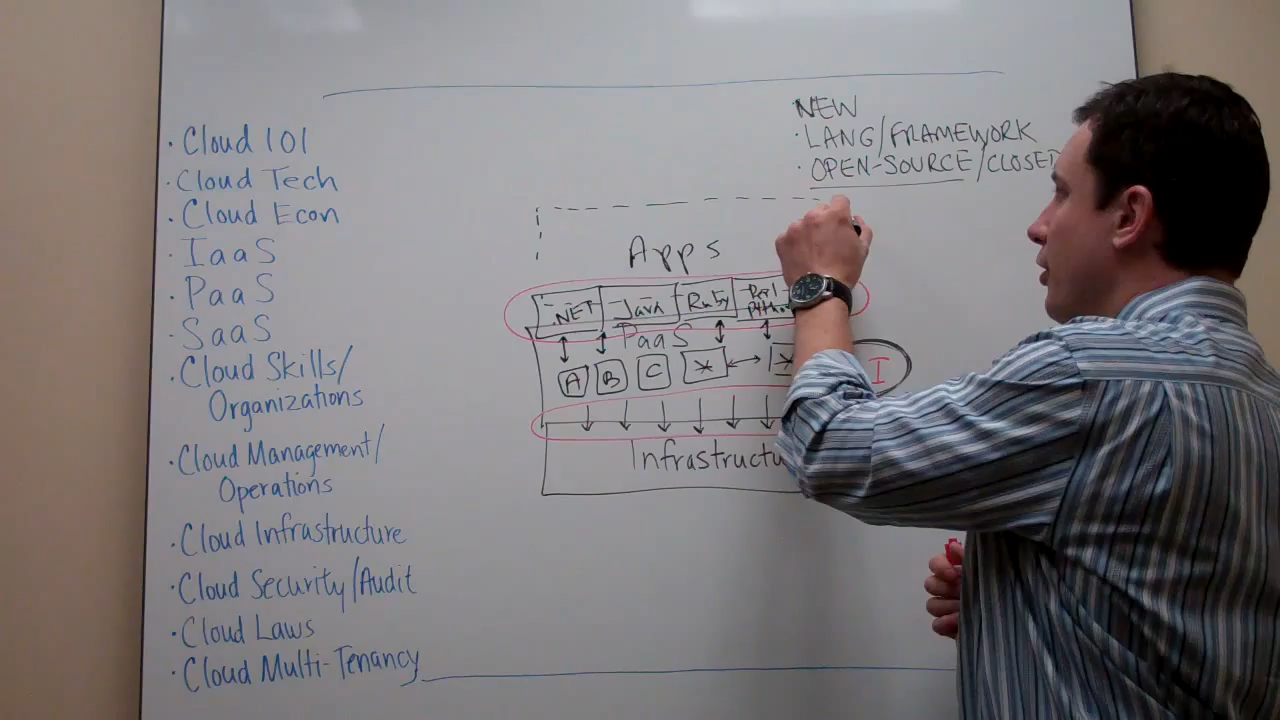 · Cloud 101
· Cloud Tech
· Cloud Econ
· IaaS
· PaaS
· SaaS
· Cloud Skills/
Organizations
· Cloud Management/
Operations
· Cloud Infrastructure
· Cloud Security/Audit
· Cloud Laws
· Cloud Multi-Tenancy
· NEW
· LANG/FRAMEWORK
· OPEN-SOURCE/CLOSED
Apps
.NET Java Ruby Perl
PaaS
A B C * *
I
Infrastructu